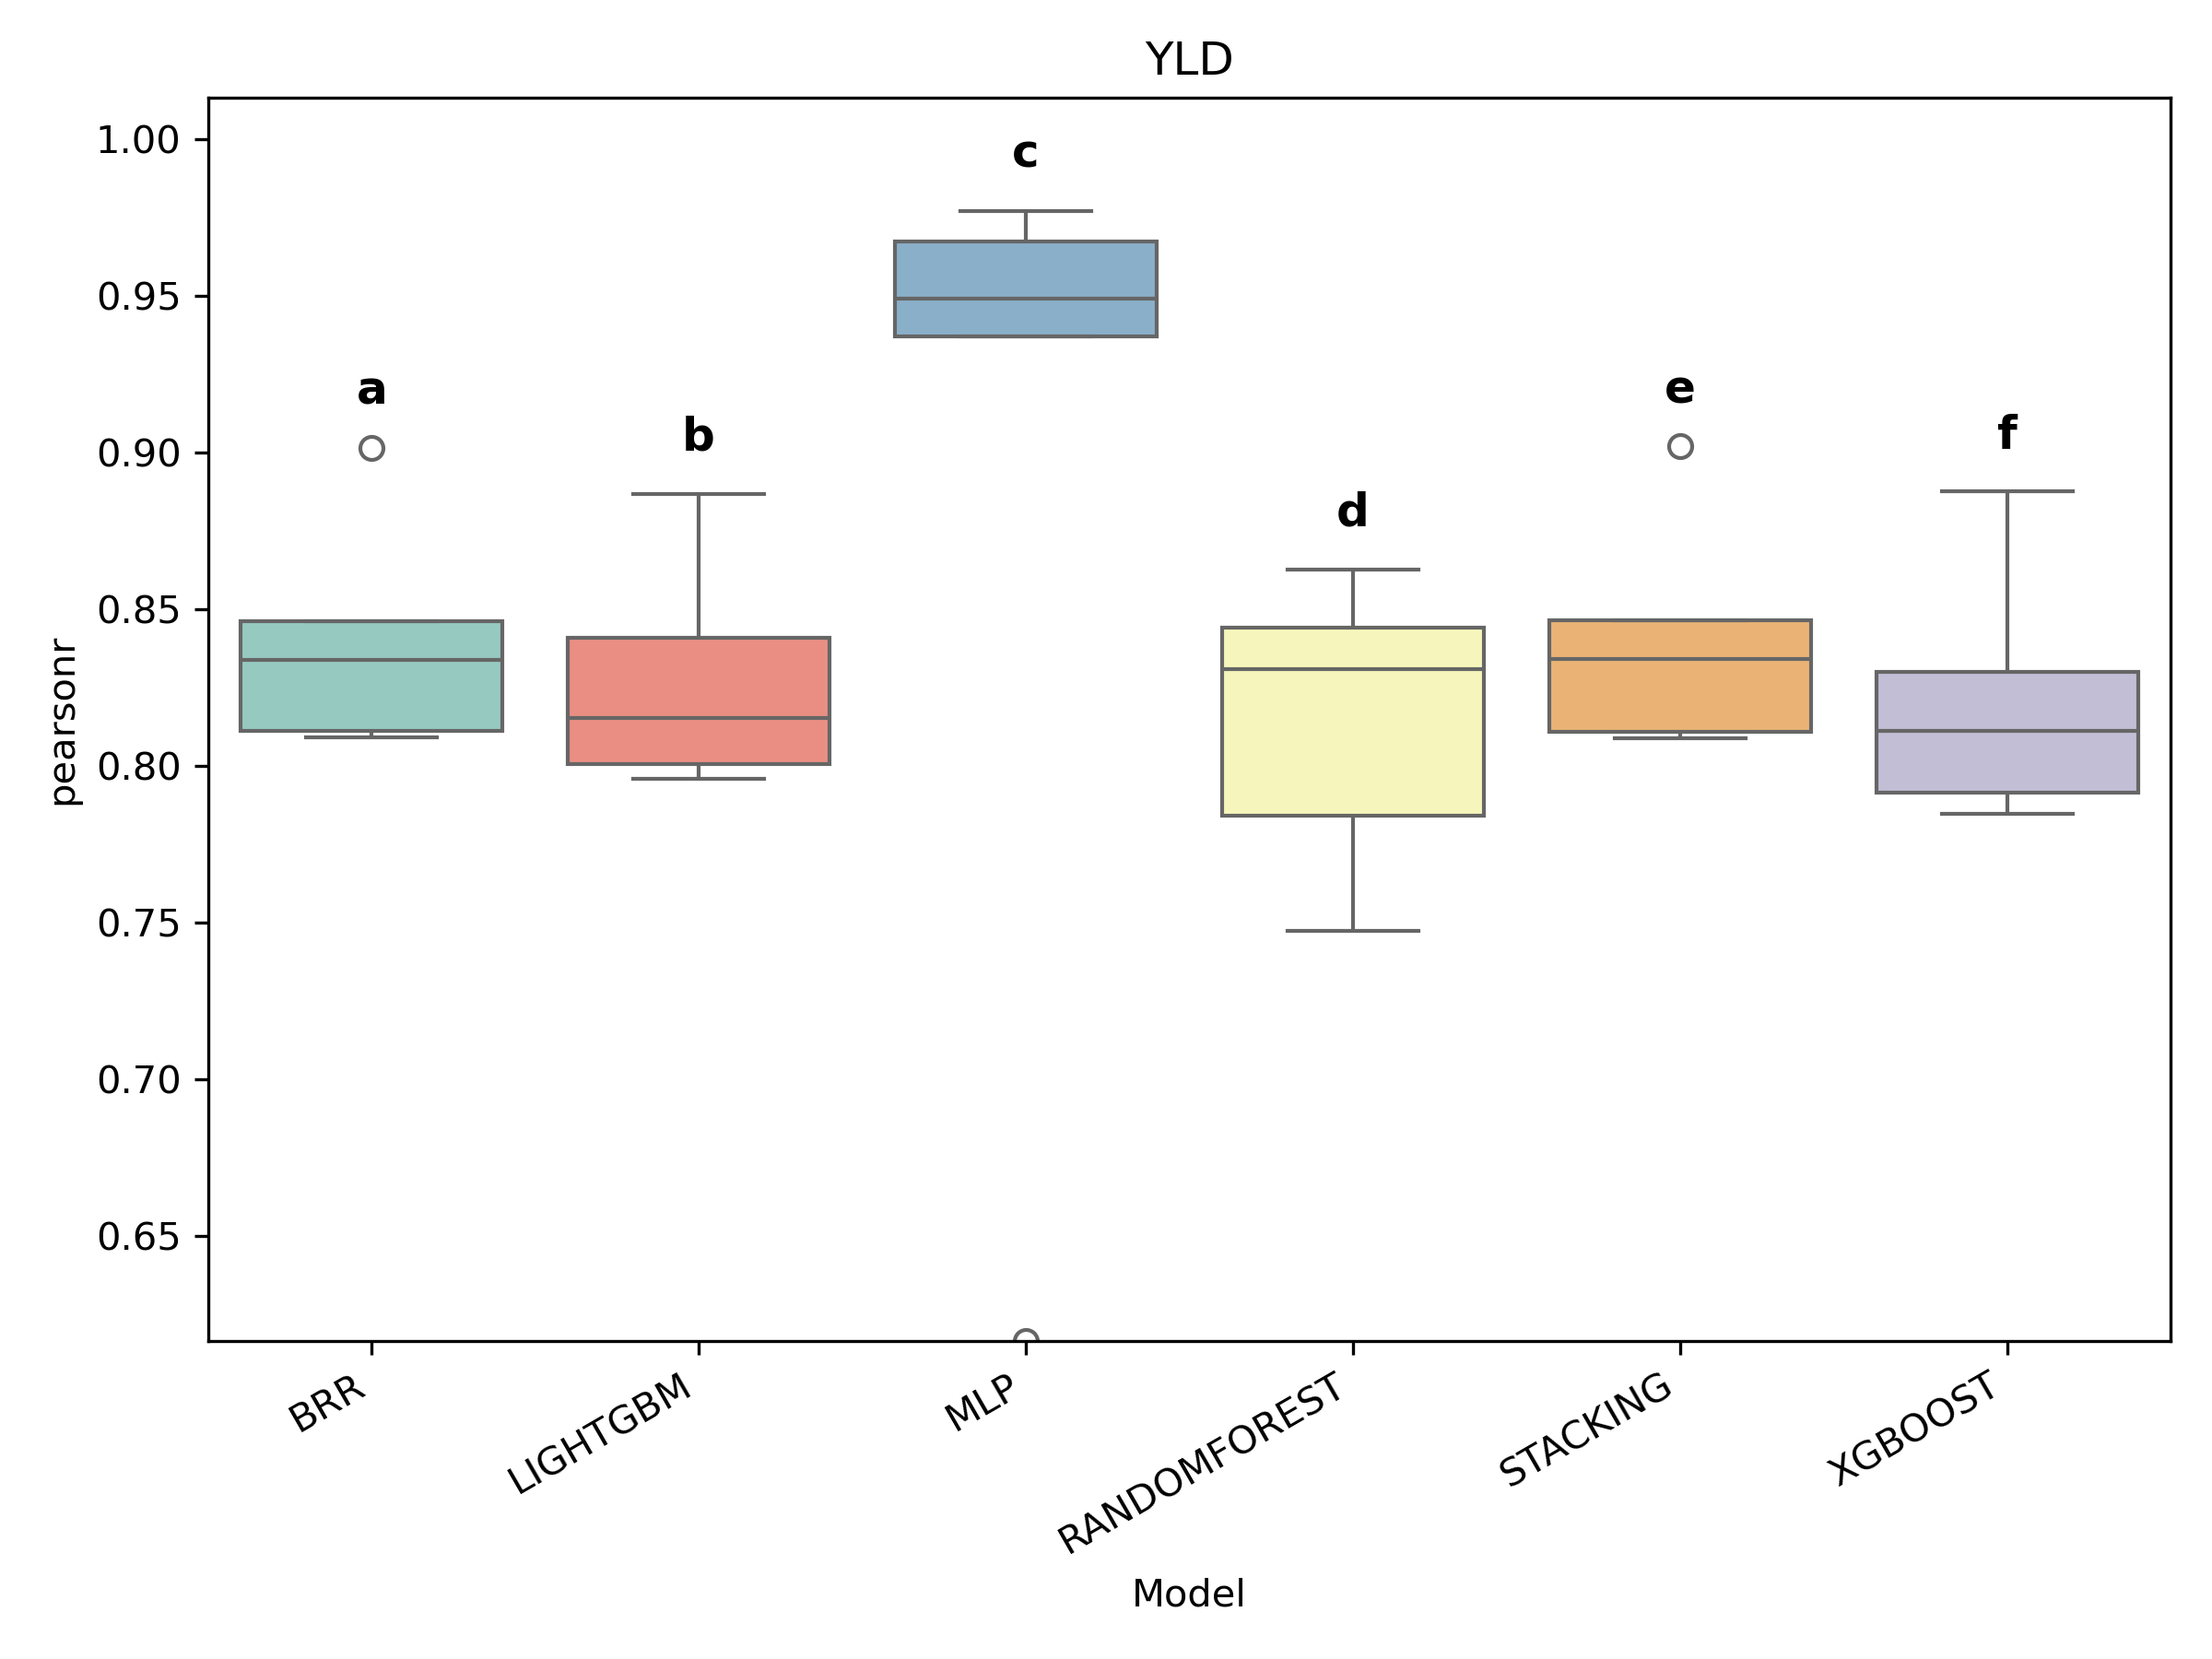 YLD
1.00
0.95
0.90
0.85
0.80
0.75
0.70
0.65
pearsonr
a
b
c
d
e
f
BRR
LIGHTGBM
MLP
RANDOMFOREST
STACKING
XGBOOST
Model